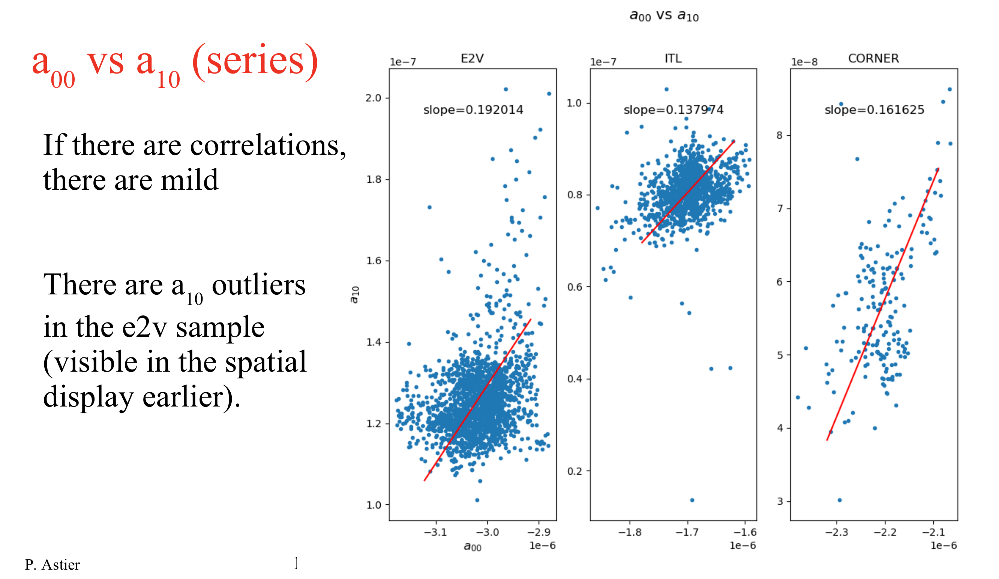 a00 vs a10
a00 vs a10 (series)
If there are correlations,
there are mild
There are a10 outliers
in the e2v sample
(visible in the spatial
display earlier).
E2V
1e−7
slope=0.192014
2.0
1.8
1.6
1.4
1.2
1.0
a10
−3.1
−3.0
−2.9
1e−6
a00
ITL
1e−7
slope=0.137974
1.0
0.8
0.6
0.4
0.2
−1.8
−1.7
−1.6
1e−6
CORNER
1e−8
slope=0.161625
8
7
6
5
4
3
−2.3
−2.2
−2.1
1e−6
P. Astier
1